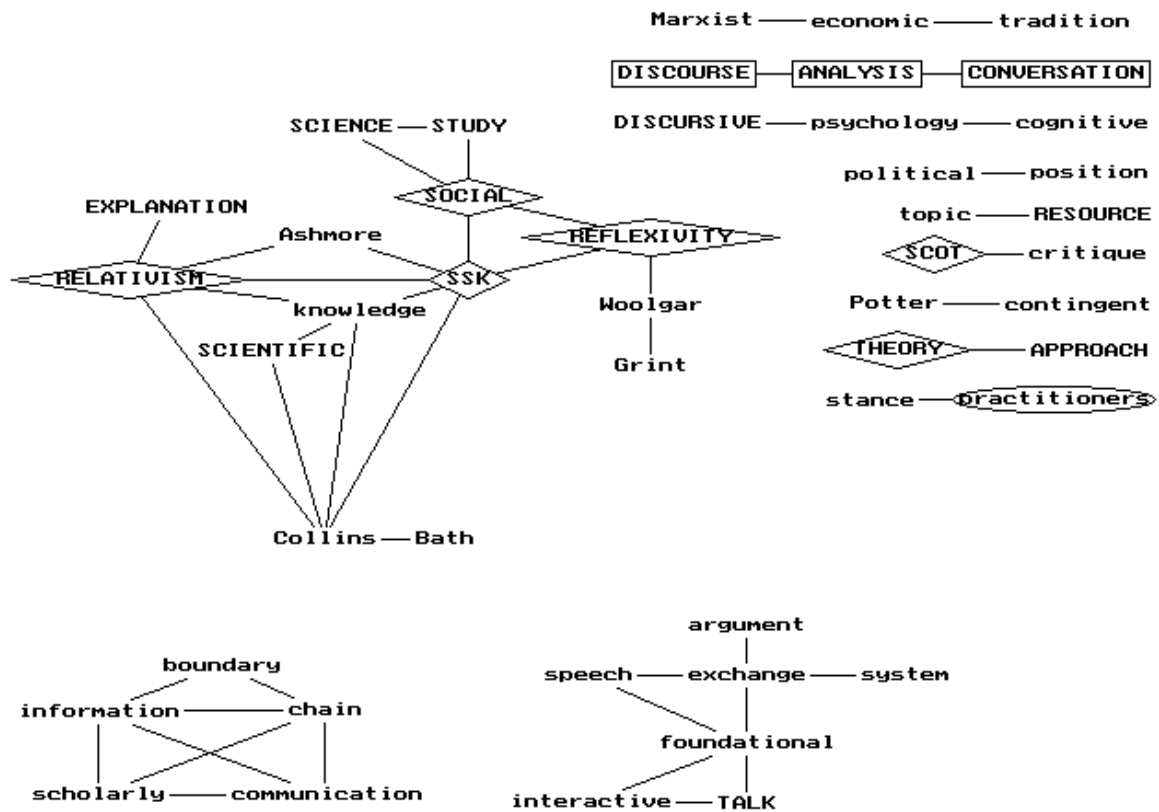 Marxist economic tradition
DISCOURSE ANALYSIS CONVERSATION
SCIENCE STUDY
DISCURSIVE psychology cognitive
political position
SOCIAL
EXPLANATION
topic RESOURCE
Ashmore
REFLEXIVITY
SCOT critique
RELATIVISM
SSK
knowledge
Woolgar
Potter contingent
SCIENTIFIC
THEORY APPROACH
Grint
stance practitioners
Collins Bath
argument
boundary
speech exchange system
information chain
foundational
scholarly communication
interactive TALK